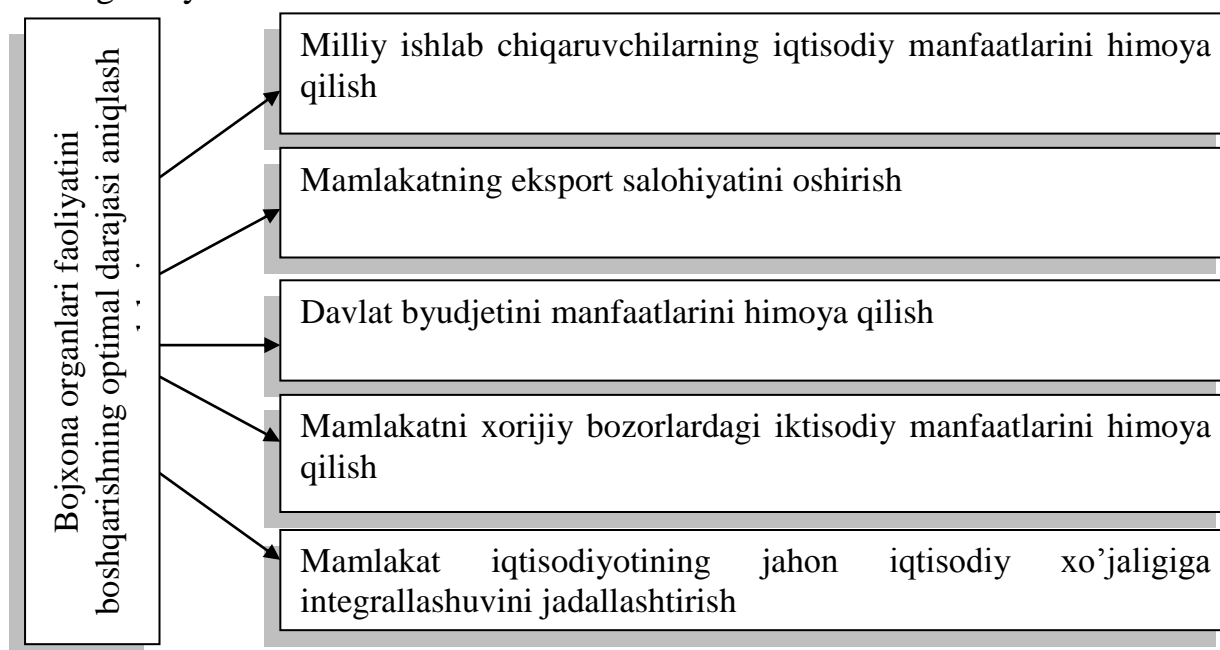 Bojxona organlari faoliyatini
boshqarishning optimal darajasi aniqlash
Milliy ishlab chiqaruvchilarning iqtisodiy manfaatlarini himoya
qilish
Mamlakatning eksport salohiyatini oshirish
Davlat byudjetini manfaatlarini himoya qilish
Mamlakatni xorijiy bozorlardagi iktisodiy manfaatlarini himoya
qilish
Mamlakat iqtisodiyotining jahon iqtisodiy xo’jaligiga
integrallashuvini jadallashtirish